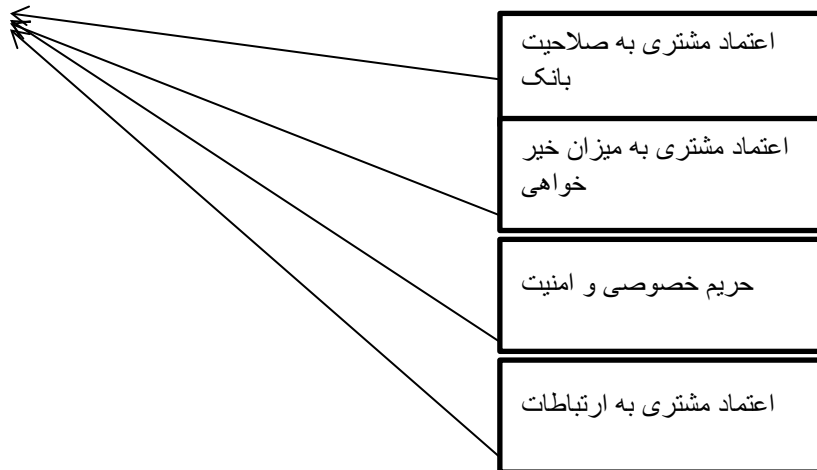 اعتماد مشتری به صلاحیت
بانک
اعتماد مشتری به میزان خیر
خواهی
حریم خصوصی و امنیت
اعتماد مشتری به ارتباطات